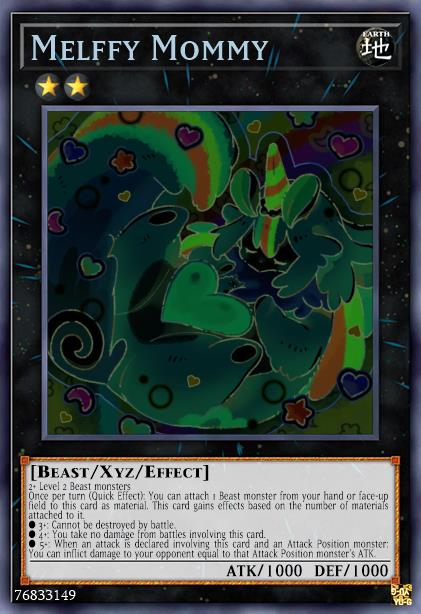 MELFFY MOMMY
EARTH
地
[BEAST/XYZ/EFFECT]
2+ Level 2 Beast monsters
Once per turn (Quick Effect): You can attach 1 Beast monster from your hand or face-up
field to this card as material. This card gains effects based on the number of materials
attached to it.
● 3+: Cannot be destroyed by battle.
● 4+: You take no damage from battles involving this card.
● 5+: When an attack is declared involving this card and an Attack Position monster:
You can inflict damage to your opponent equal to that Attack Position monster's ATK.
ATK/1000 DEF/1000
76833149